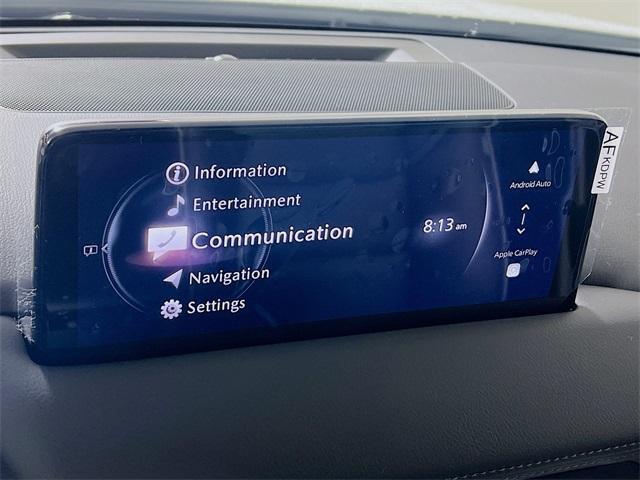 Information
Entertainment
Communication
Navigation
Settings
8:13 am
Android Auto
Apple CarPlay
AF KDPW